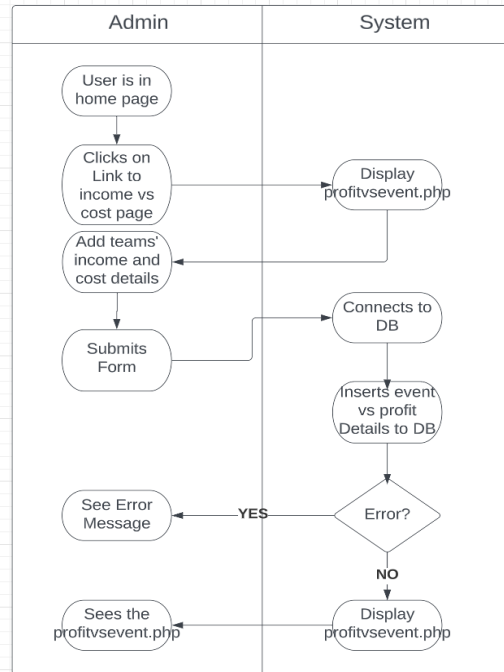 Admin
System
User is in
home page
Clicks on
Link to
income vs
cost page
Display
profitvsevent.php
Add teams'
income and
cost details
Connects to
DB
Submits
Form
Inserts event
vs profit
Details to DB
See Error
Message
YES
Error?
NO
Sees the
profitvsevent.php
Display
profitvsevent.php